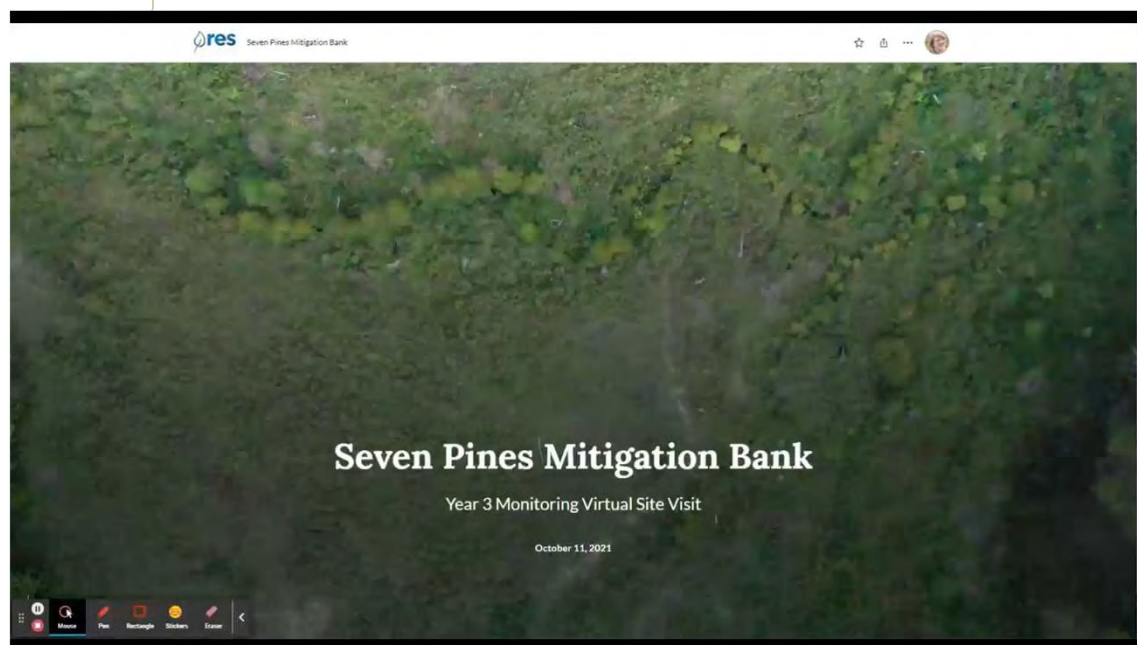 res
Seven Pines Mitigation Bank
Seven Pines Mitigation Bank
Year 3 Monitoring Virtual Site Visit
October 11, 2021
Mouse Pen Rectangle Stickers Eraser